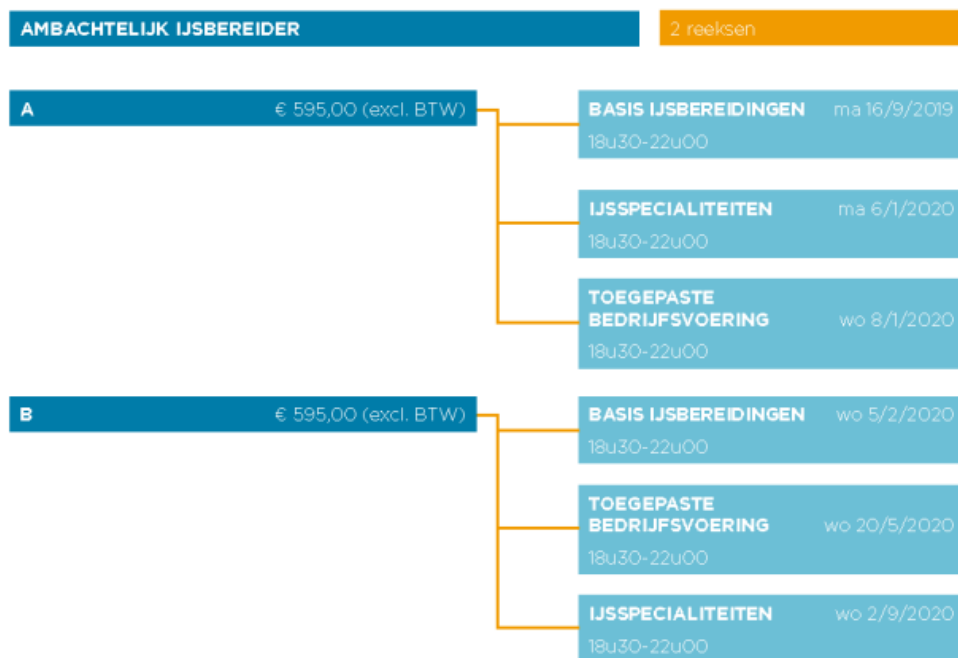 AMBACHTELIJK IJSBEREIDER
2 reeksen
A € 595,00 (excl. BTW)
BASIS IJSBEREIDINGEN ma 16/9/2019
18u30-22u00
IJSSPECIALITEITEN ma 6/1/2020
18u30-22u00
TOEGEPASTE
BEDRIJFSVOERING wo 8/1/2020
18u30-22u00
B € 595,00 (excl. BTW)
BASIS IJSBEREIDINGEN wo 5/2/2020
18u30-22u00
TOEGEPASTE
BEDRIJFSVOERING wo 20/5/2020
18u30-22u00
IJSSPECIALITEITEN wo 2/9/2020
18u30-22u00